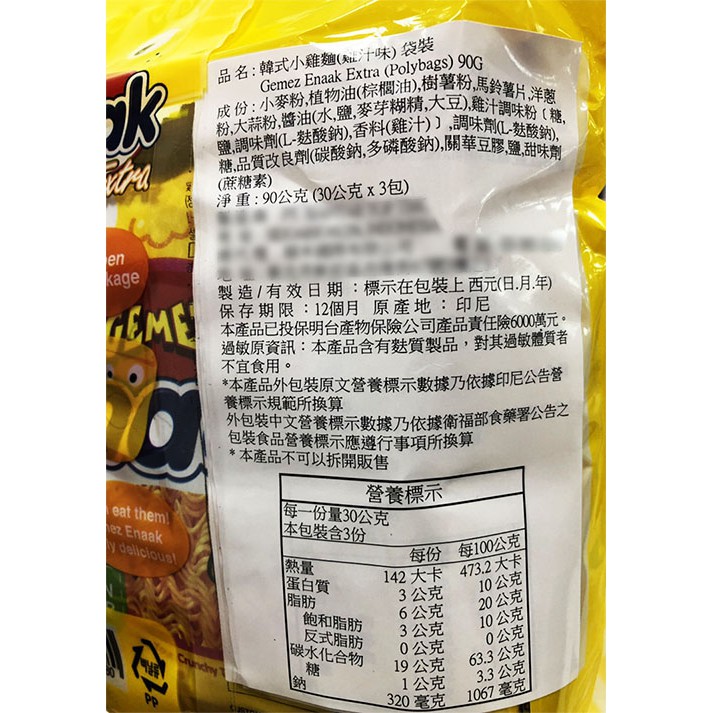 品名:韓式小雞麵(雞汁味) 袋裝
Gemez Enaak Extra (Polybags) 90G
成份:小麥粉,植物油(棕櫚油),樹薯粉,馬鈴薯片,洋蔥
粉,大蒜粉,醬油(水,鹽,麥芽糊精,大豆),雞汁調味粉﹝糖,
鹽,調味劑(L-麩酸鈉),香料(雞汁)﹞,調味劑(L-麩酸鈉),
糖,品質改良劑(碳酸鈉,多磷酸鈉),關華豆膠,鹽,甜味劑
(蔗糖素)
淨重:90公克 (30公克 x 3包)
製造/有效日期:標示在包裝上 西元(日.月.年)
保存期限:12個月 原產地:印尼
本產品已投保明台產物保險公司產品責任險6000萬元。
過敏原資訊:本產品含有麩質製品,對其過敏體質者
不宜食用。
*本產品外包裝原文營養標示數據乃依據印尼公告營
養標示規範所換算
外包裝中文營養標示數據乃依據衛福部食藥署公告之
包裝食品營養標示應遵行事項所換算
* 本產品不可以拆開販售
營養標示
每一份量30公克
本包裝含3份
每份 每100公克
熱量 142 大卡 473.2 大卡
蛋白質 3 公克 10 公克
脂肪 6 公克 20 公克
飽和脂肪 3 公克 10 公克
反式脂肪 0 公克 0 公克
碳水化合物 19 公克 63.3 公克
糖 1 公克 3.3 公克
鈉 320 毫克 1067 毫克
ak
xtra
kage
GEME
a
eat them!
mez Enaak
y delicious!
Crunchy
PP